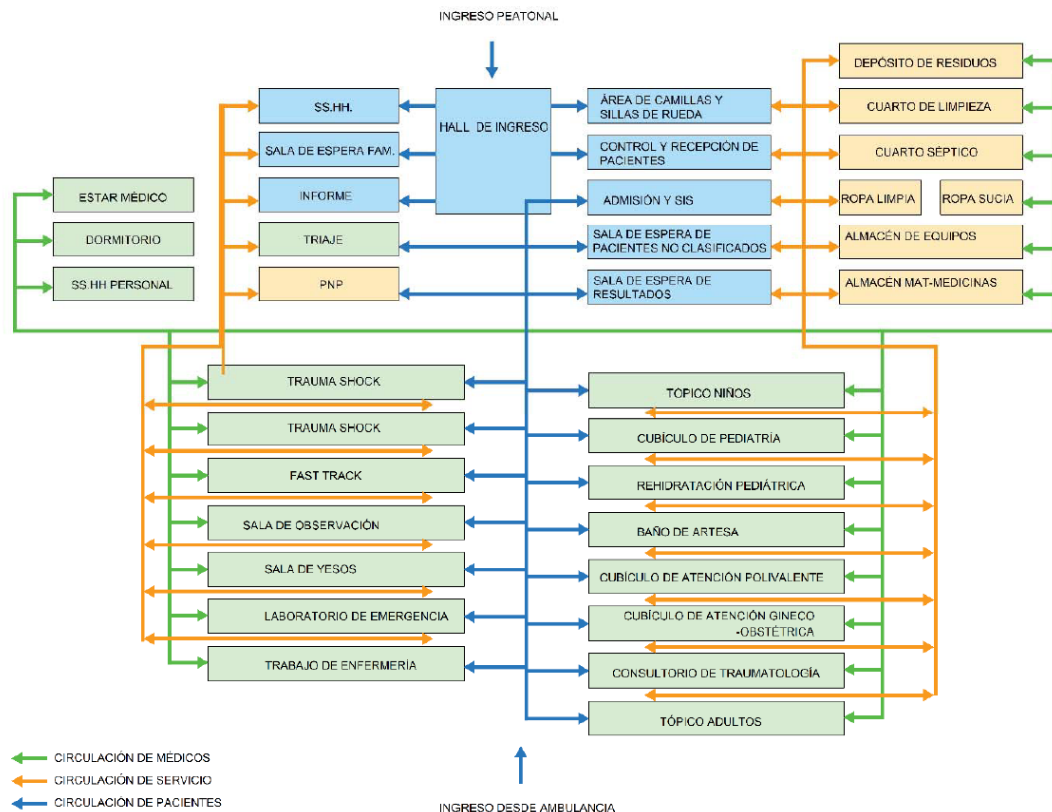 INGRESO PEATONAL
DEPÓSITO DE RESIDUOS
SS.HH.
HALL DE INGRESO
ÁREA DE CAMILLAS Y
SILLAS DE RUEDA
CUARTO DE LIMPIEZA
SALA DE ESPERA FAM.
CONTROL Y RECEPCIÓN DE
PACIENTES
CUARTO SÉPTICO
ESTAR MÉDICO
INFORME
ADMISIÓN Y SIS
ROPA LIMPIA
ROPA SUCIA
DORMITORIO
TRIAJE
SALA DE ESPERA DE
PACIENTES NO CLASIFICADOS
ALMACÉN DE EQUIPOS
SS.HH PERSONAL
PNP
SALA DE ESPERA DE
RESULTADOS
ALMACÉN MAT-MEDICINAS
TRAUMA SHOCK
TRAUMA SHOCK
FAST TRACK
SALA DE OBSERVACIÓN
SALA DE YESOS
LABORATORIO DE EMERGENCIA
TRABAJO DE ENFERMERÍA
TÓPICO NIÑOS
CUBÍCULO DE PEDIATRÍA
REHIDRATACIÓN PEDIÁTRICA
BAÑO DE ARTESA
CUBÍCULO DE ATENCIÓN POLIVALENTE
CUBÍCULO DE ATENCIÓN GINECO
-OBSTÉTRICA
CONSULTORIO DE TRAUMATOLOGÍA
TÓPICO ADULTOS
CIRCULACIÓN DE MÉDICOS
CIRCULACIÓN DE SERVICIO
CIRCULACIÓN DE PACIENTES
INGRESO DESDE AMBULANCIA